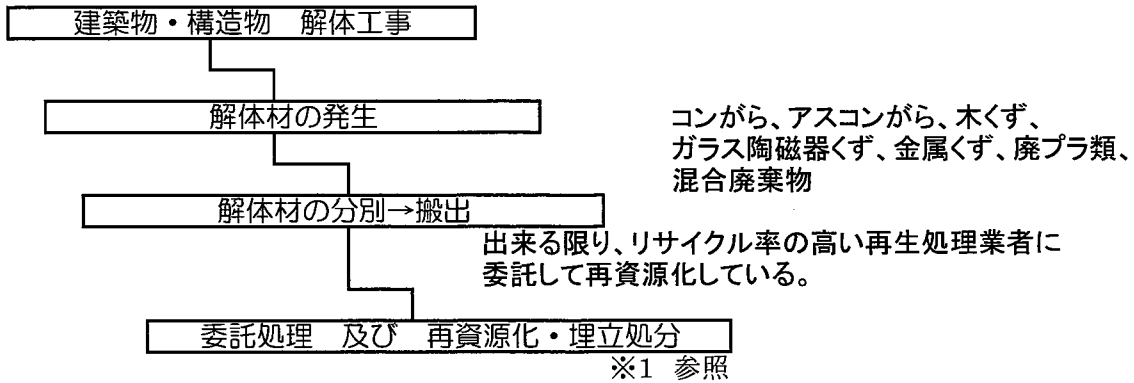 建築物・構造物　解体工事
解体材の発生
コンがら、アスコンがら、木くず、
ガラス陶磁器くず、金属くず、廃プラ類、
混合廃棄物
解体材の分別→搬出
出来る限り、リサイクル率の高い再生処理業者に
委託して再資源化している。
委託処理　及び　再資源化・埋立処分
※1　参照